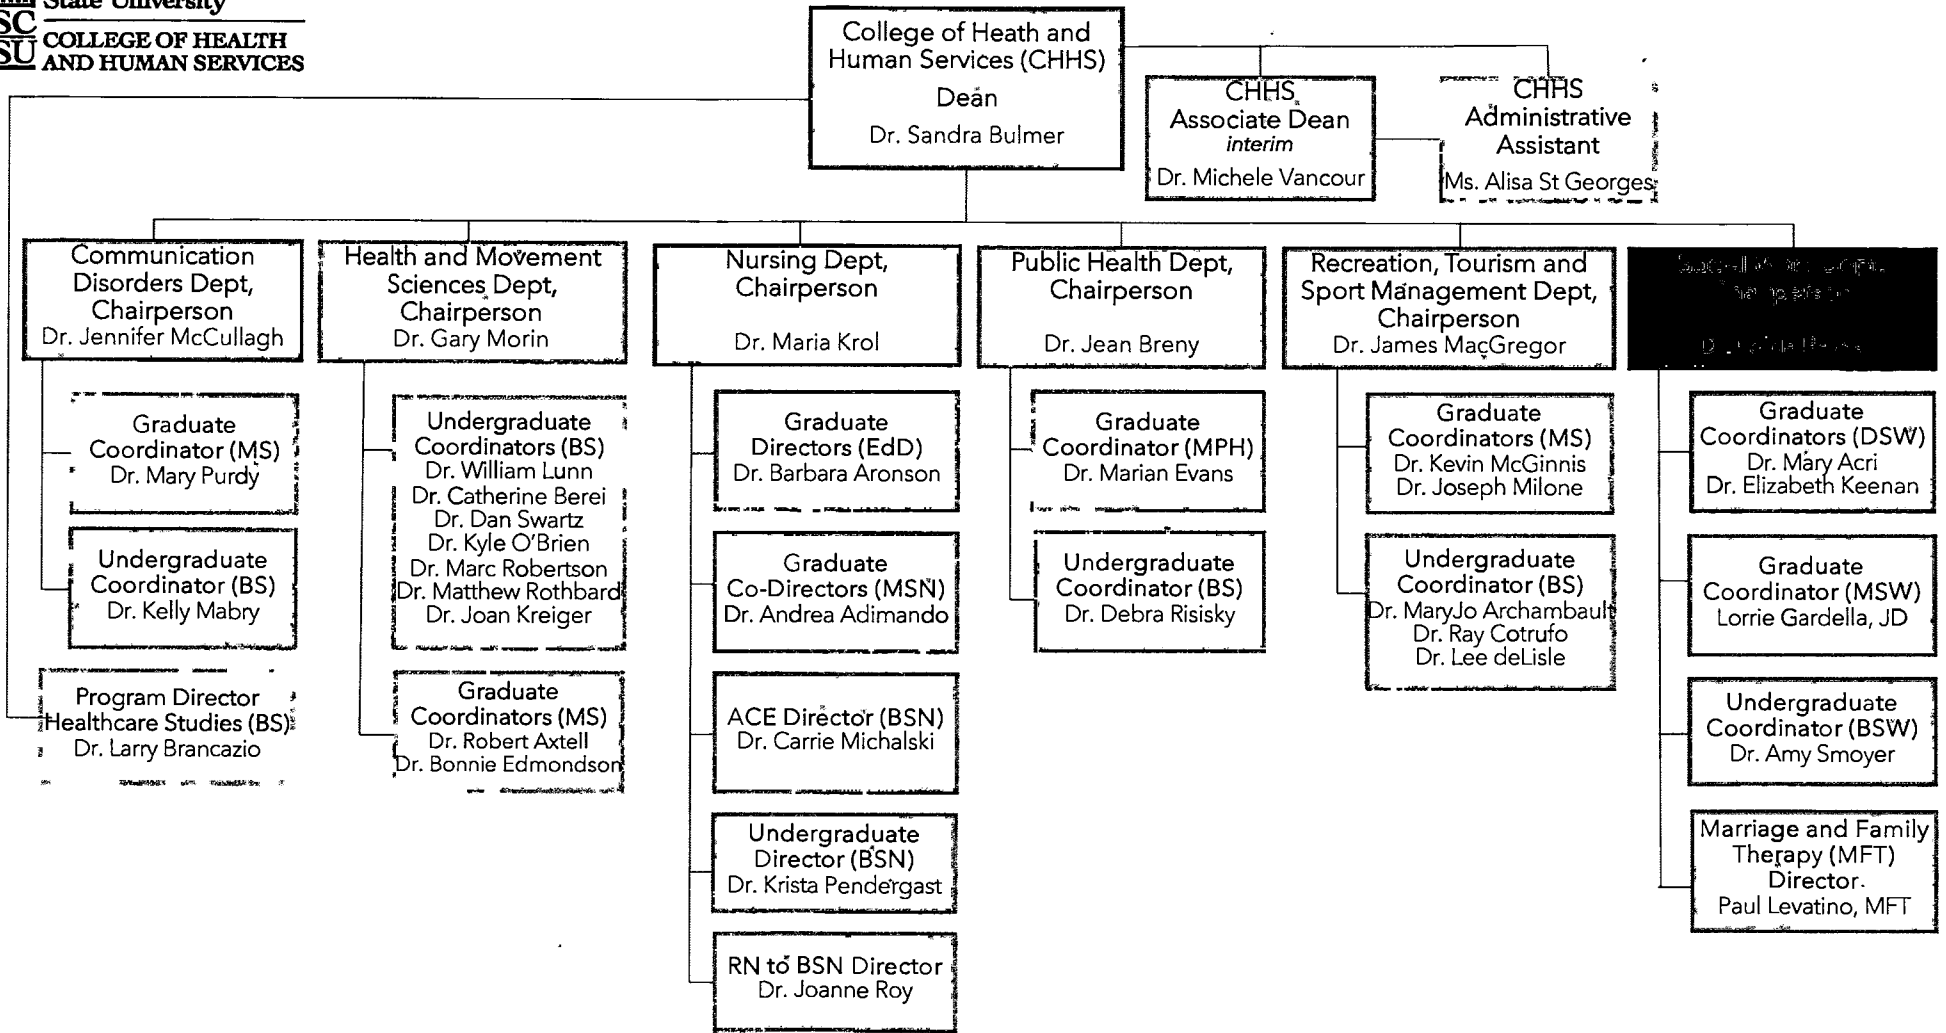 State University
SC
SU
COLLEGE OF HEALTH
AND HUMAN SERVICES
College of Heath and
Human Services (CHHS)
Dean
Dr. Sandra Bulmer
CHHS
Associate Dean
interim
Dr. Michele Vancour
CHHS
Administrative
Assistant
Ms. Alisa St Georges
Communication
Disorders Dept,
Chairperson
Dr. Jennifer McCullagh
Graduate
Coordinator (MS)
Dr. Mary Purdy
Undergraduate
Coordinator (BS)
Dr. Kelly Mabry
Program Director
Healthcare Studies (BS)
Dr. Larry Brancazio
Health and Movement
Sciences Dept,
Chairperson
Dr. Gary Morin
Undergraduate
Coordinators (BS)
Dr. William Lunn
Dr. Catherine Berei
Dr. Dan Swartz
Dr. Kyle O'Brien
Dr. Marc Robertson
Dr. Matthew Rothbard
Dr. Joan Kreiger
Graduate
Coordinators (MS)
Dr. Robert Axtell
Dr. Bonnie Edmondson
Nursing Dept,
Chairperson
Dr. Maria Krol
Graduate
Directors (EdD)
Dr. Barbara Aronson
Graduate
Co-Directors (MSN)
Dr. Andrea Adimando
ACE Director (BSN)
Dr. Carrie Michalski
Undergraduate
Director (BSN)
Dr. Krista Pendergast
RN to BSN Director
Dr. Joanne Roy
Public Health Dept,
Chairperson
Dr. Jean Breny
Graduate
Coordinator (MPH)
Dr. Marian Evans
Undergraduate
Coordinator (BS)
Dr. Debra Risisky
Recreation, Tourism and
Sport Management Dept,
Chairperson
Dr. James MacGregor
Graduate
Coordinators (MS)
Dr. Kevin McGinnis
Dr. Joseph Milone
Undergraduate
Coordinator (BS)
Dr. MaryJo Archambault
Dr. Ray Cotrufo
Dr. Lee deLisle
Dept,
Chairperson
Graduate
Coordinators (DSW)
Dr. Mary Acri
Dr. Elizabeth Keenan
Graduate
Coordinator (MSW)
Lorrie Gardella, JD
Undergraduate
Coordinator (BSW)
Dr. Amy Smoyer
Marriage and Family
Therapy (MFT)
Director
Paul Levatino, MFT